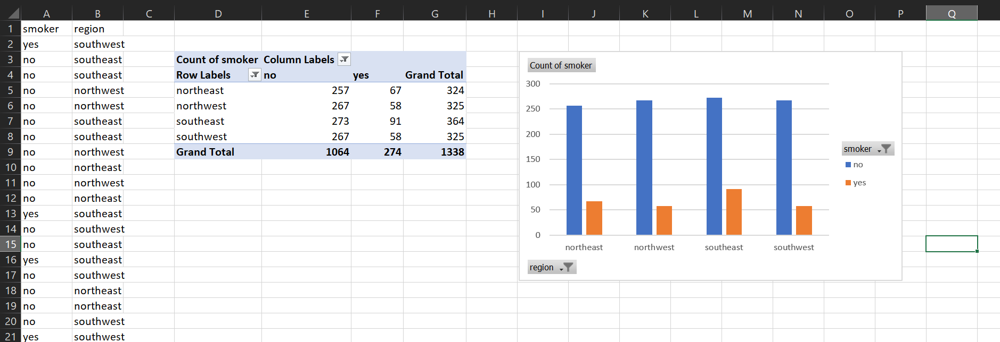 A B C D E F G H I J K L M N O P Q
1 smoker region
2 yes southwest
3 no southeast Count of smoker Column Labels
4 no southeast Row Labels no yes Grand Total
5 no northwest northeast 257 67 324
6 no northwest northwest 267 58 325
7 no southeast southeast 273 91 364
8 no southeast southwest 267 58 325
9 no northwest Grand Total 1064 274 1338
10 no northeast
11 no northwest
12 no northeast
13 yes southeast
14 no southwest
15 no southeast
16 yes southeast
17 no southwest
18 no northeast
19 no northeast
20 no southwest
21 yes southwest
Count of smoker
300
250
200
150
100
50
0
northeast northwest southeast southwest
smoker
no
yes
region